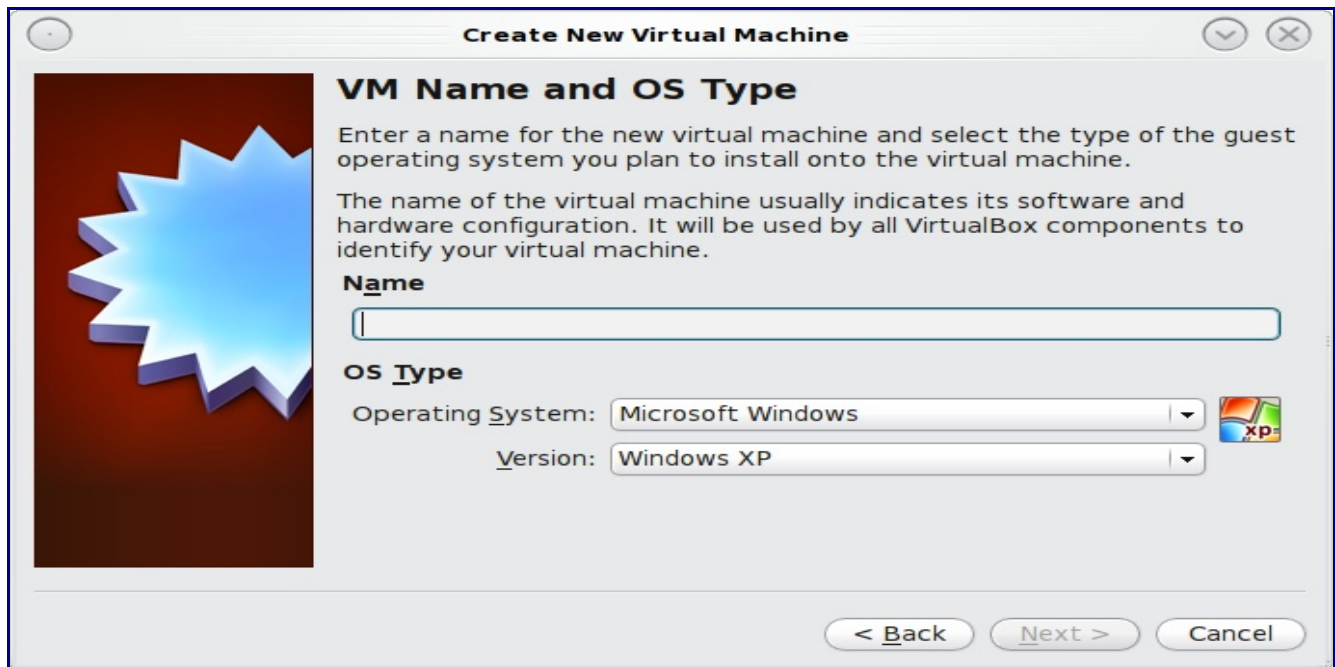 Create New Virtual Machine
VM Name and OS Type
Enter a name for the new virtual machine and select the type of the guest
operating system you plan to install onto the virtual machine.
The name of the virtual machine usually indicates its software and
hardware configuration. It will be used by all VirtualBox components to
identify your virtual machine.
Name
OS Type
Operating System: Microsoft Windows
xp
Version: Windows XP
< Back Next > Cancel